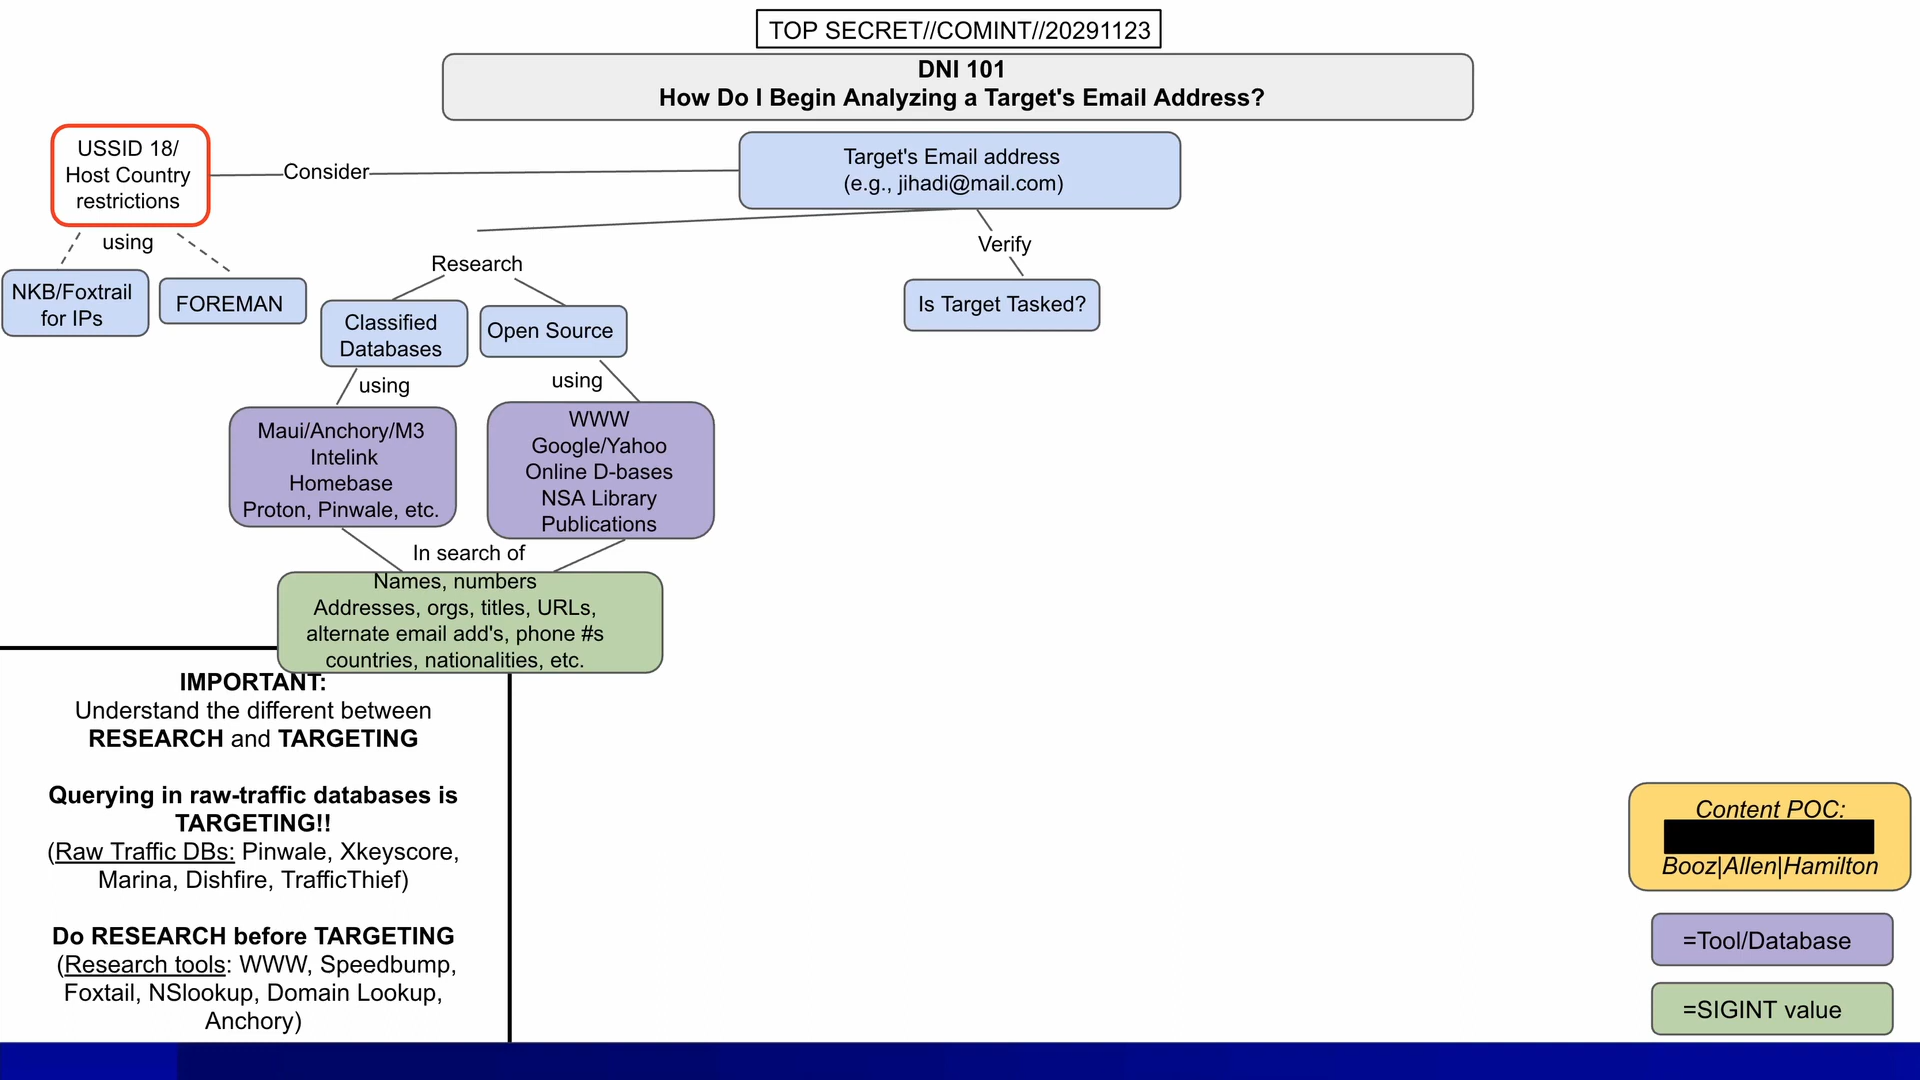 TOP SECRET//COMINT//20291123
DNI 101
How Do I Begin Analyzing a Target's Email Address?
USSID 18/
Host Country
restrictions
Consider
Target's Email address
(e.g., jihadi@mail.com)
using
NKB/Foxtrail
for IPs
FOREMAN
Research
Verify
Classified
Databases
Open Source
Is Target Tasked?
using
using
Maui/Anchory/M3
Intelink
Homebase
Proton, Pinwale, etc.
WWW
Google/Yahoo
Online D-bases
NSA Library
Publications
In search of
Names, numbers
Addresses, orgs, titles, URLs,
alternate email add's, phone #s
countries, nationalities, etc.
IMPORTANT:
Understand the different between
RESEARCH and TARGETING
Querying in raw-traffic databases is
TARGETING!!
(Raw Traffic DBs: Pinwale, Xkeyscore,
Marina, Dishfire, TrafficThief)
Do RESEARCH before TARGETING
(Research tools: WWW, Speedbump,
Foxtail, NSlookup, Domain Lookup,
Anchory)
Content POC:
Booz|Allen|Hamilton
=Tool/Database
=SIGINT value